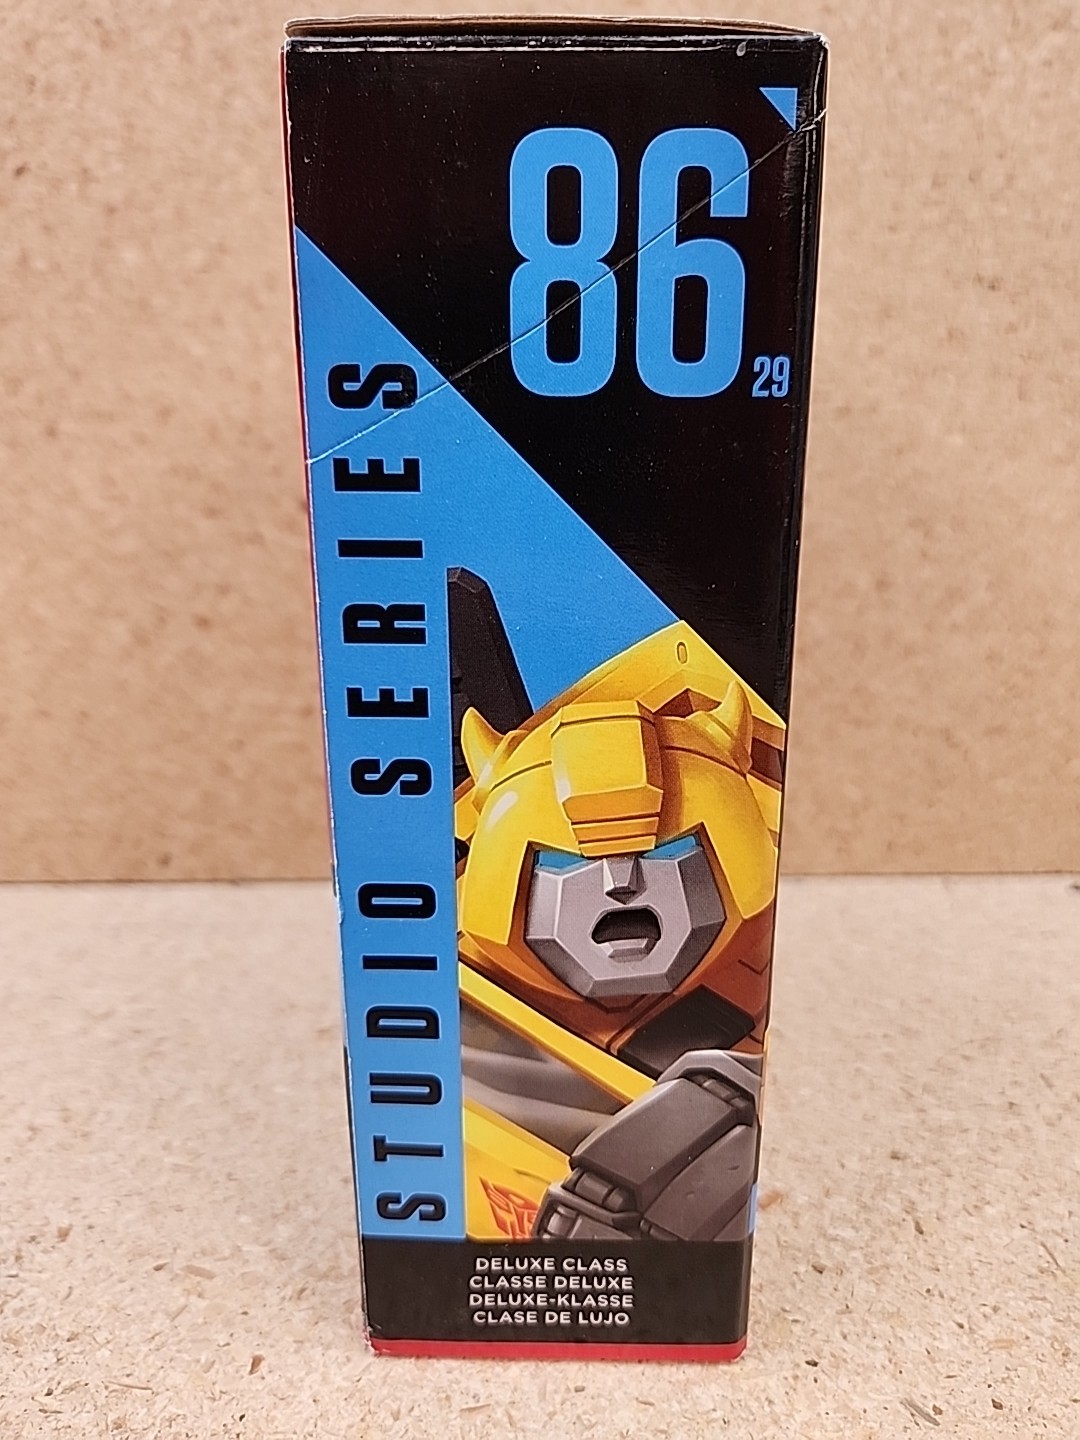 86
29
STUDIO SERIES
DELUXE CLASS
CLASSE DELUXE
DELUXE-KLASSE
CLASE DE LUJO